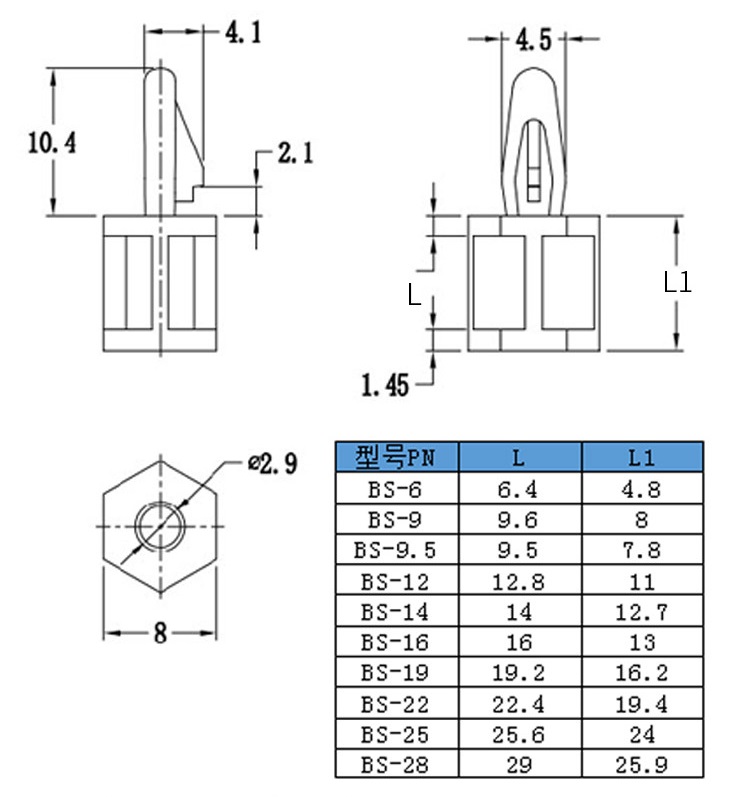 4.1
4.5
10.4
2.1
L
L1
1.45
⌀2.9
8
型号PN L L1
BS-6 6.4 4.8
BS-9 9.6 8
BS-9.5 9.5 7.8
BS-12 12.8 11
BS-14 14 12.7
BS-16 16 13
BS-19 19.2 16.2
BS-22 22.4 19.4
BS-25 25.6 24
BS-28 29 25.9